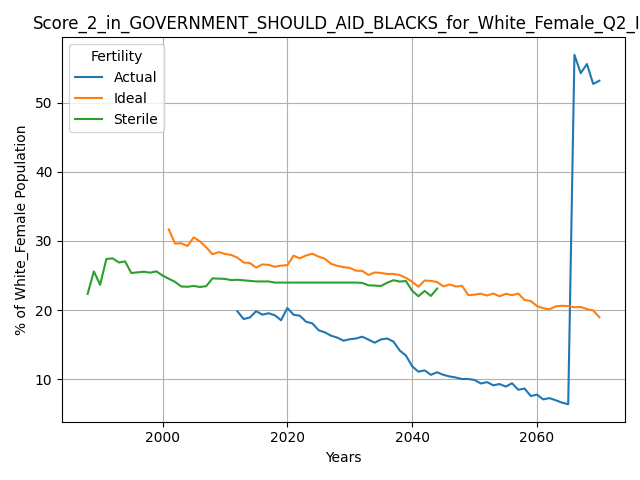 Score_2_in_GOVERNMENT_SHOULD_AID_BLACKS_for_White_Female_Q2_I
Fertility
Actual
Ideal
Sterile
% of White_Female Population
50
40
30
20
10
2000 2020 2040 2060
Years